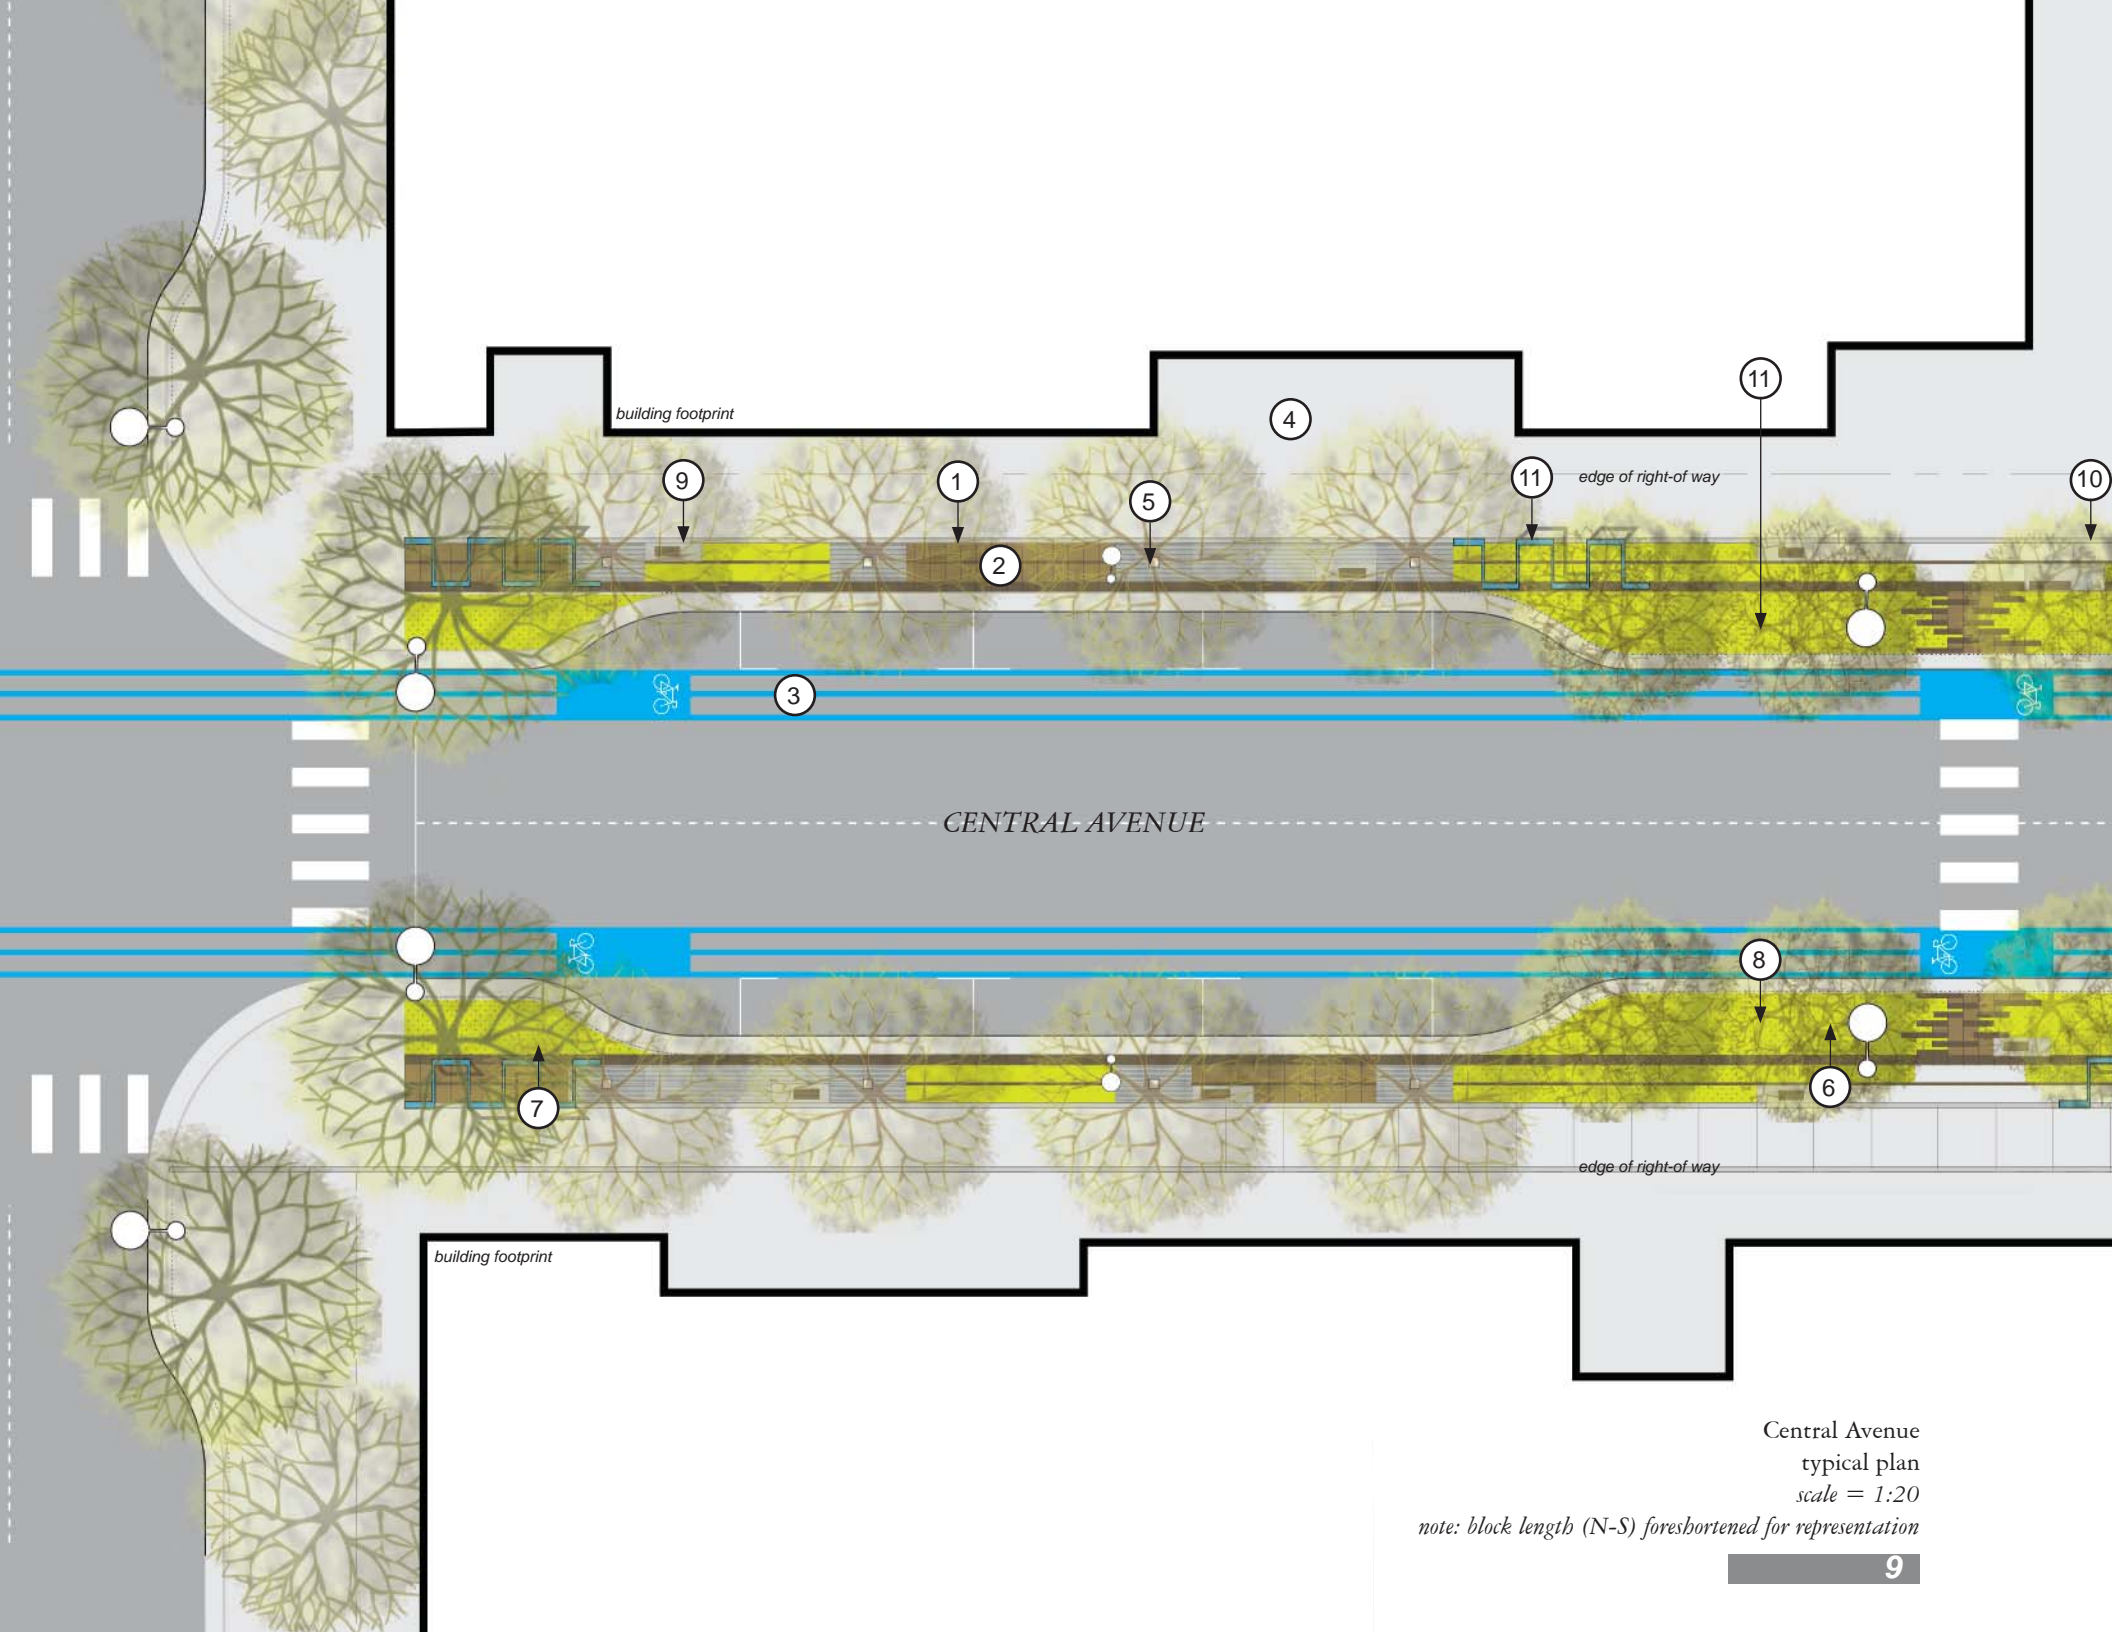 11
building footprint
4
9
1
edge of right-of way
11
10
5
2
3
CENTRAL AVENUE
8
6
7
edge of right-of way
building footprint
Central Avenue
typical plan
scale = 1:20
note: block length (N-S) foreshortened for representation
9